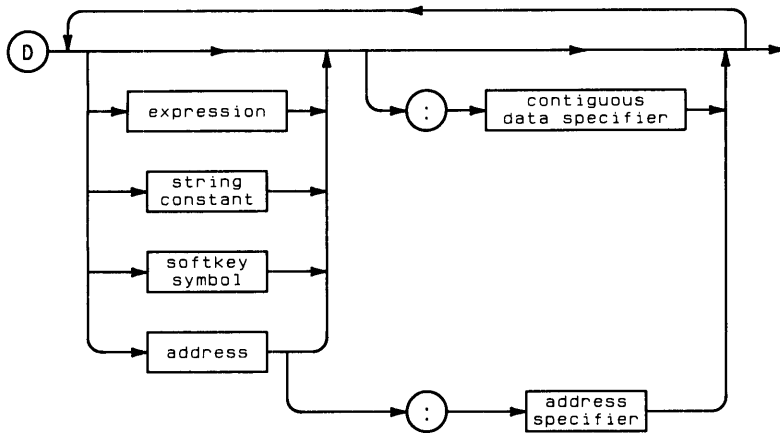 D
expression
:
contiguous
data specifier
string
constant
softkey
symbol
address
:
address
specifier